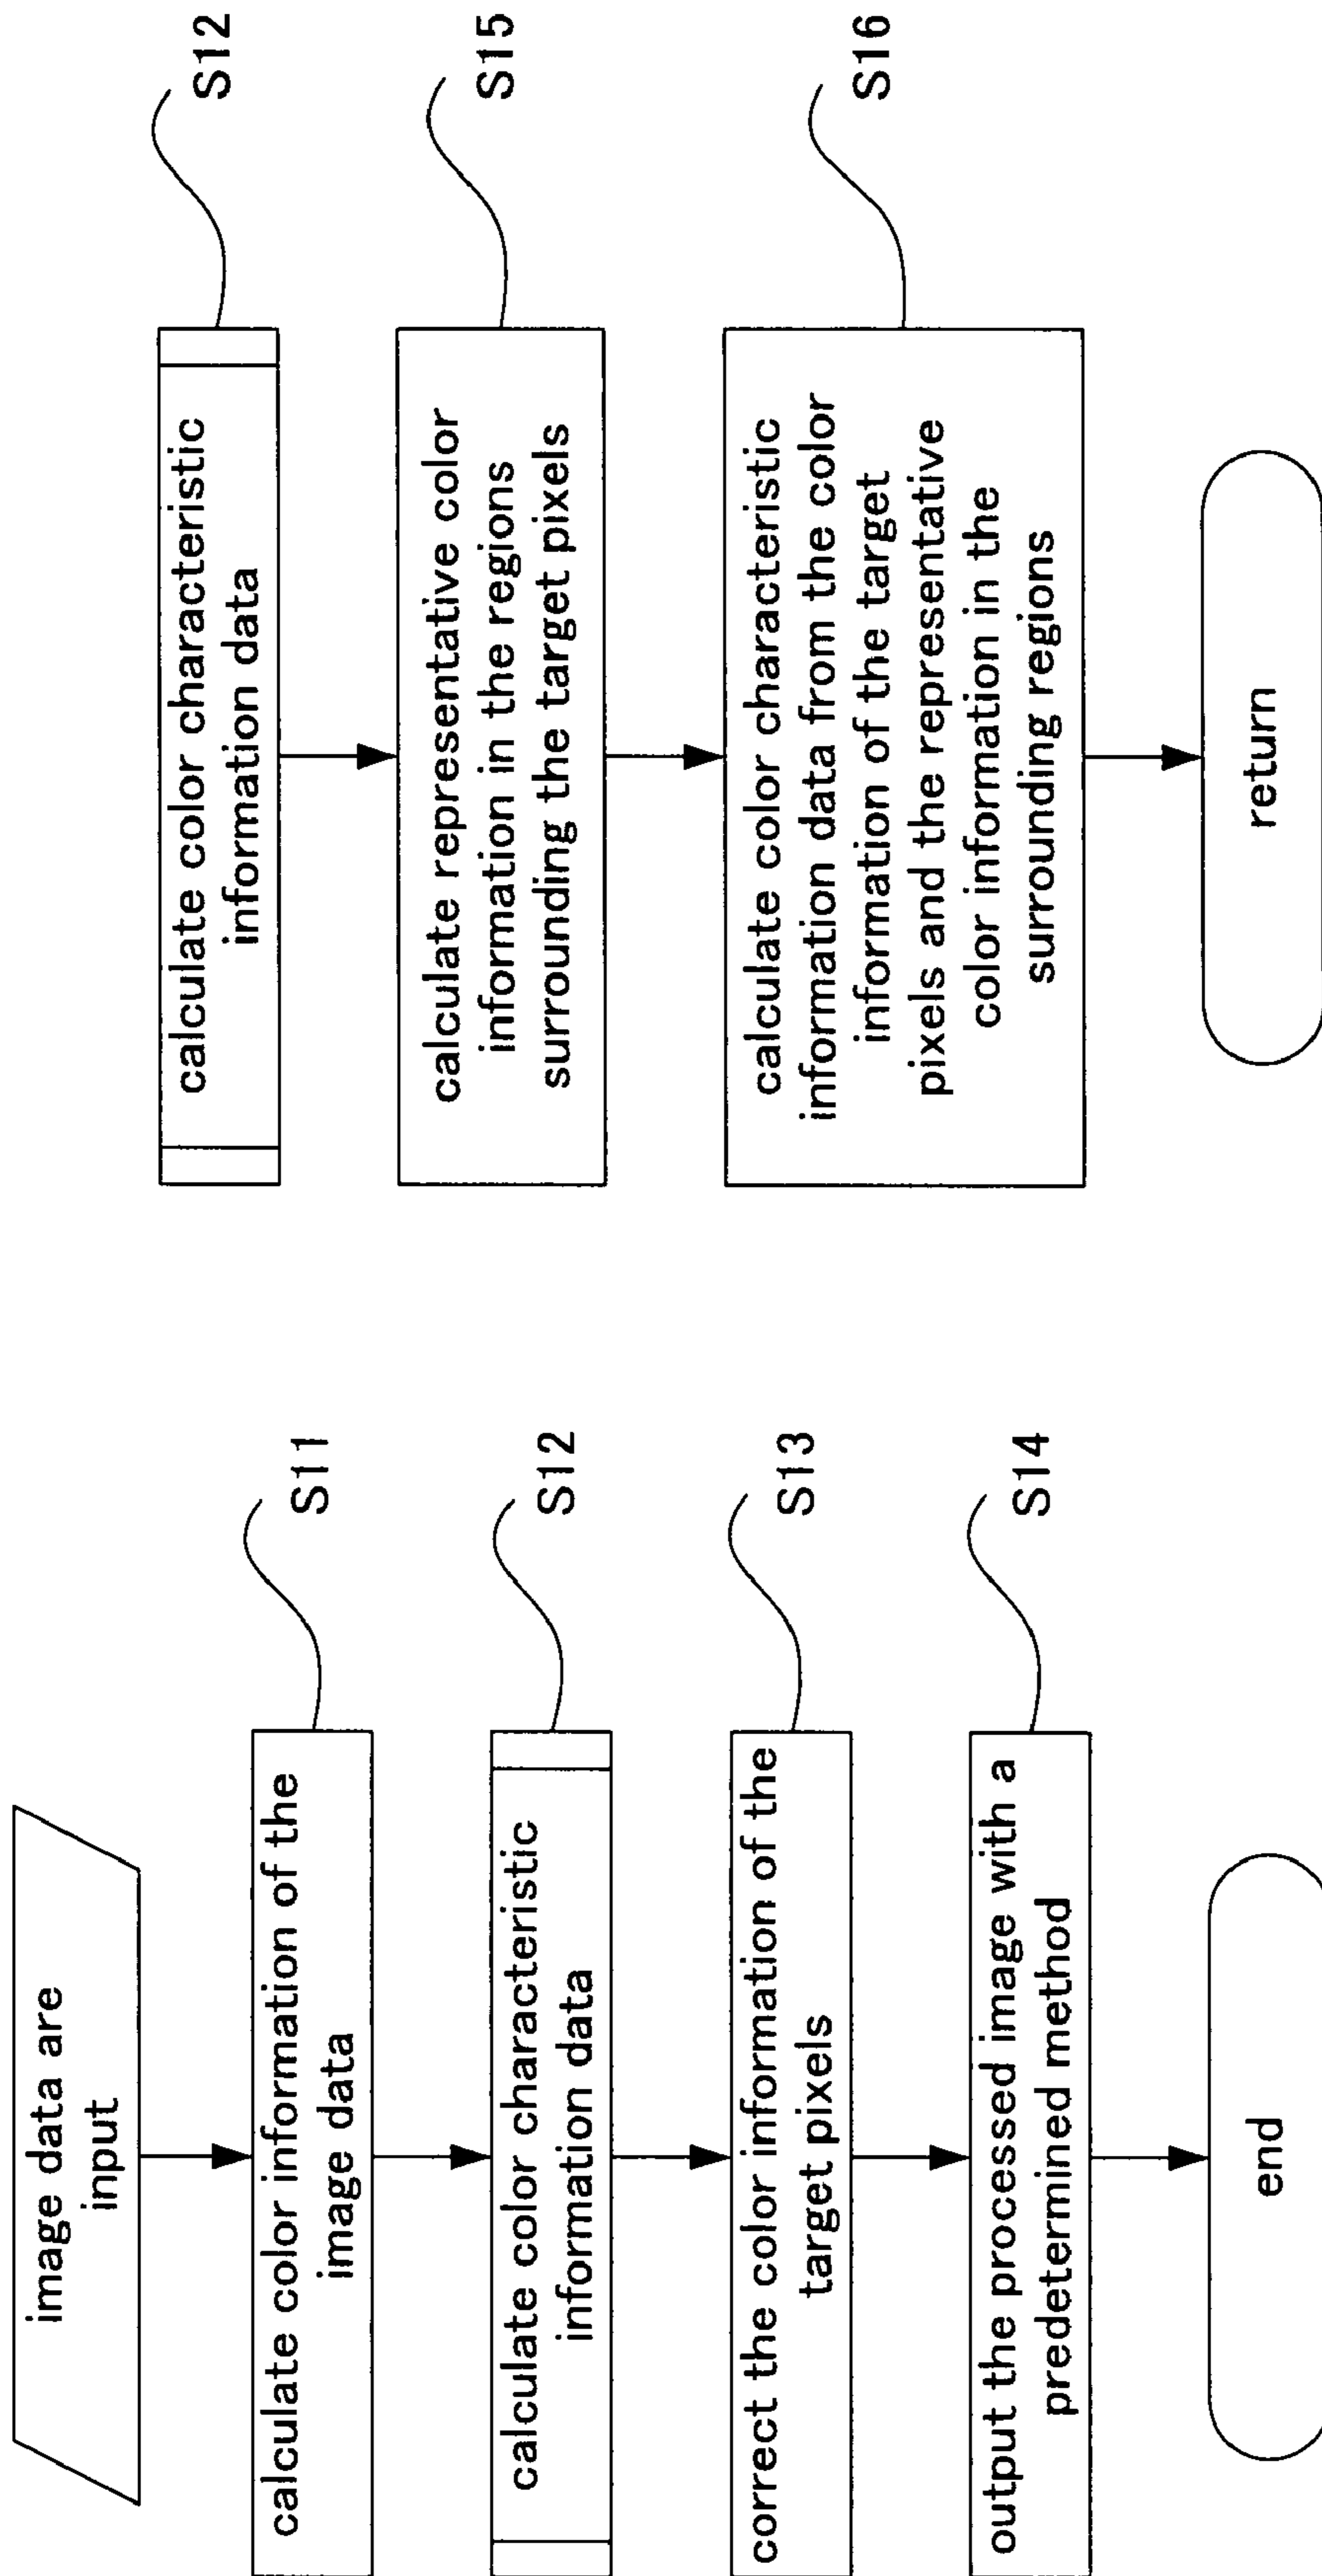 image data are
input
calculate color information of the
image data
S11
calculate color characteristic
information data
S12
correct the color information of the
target pixels
S13
output the processed image with a
predetermined method
S14
end
calculate color characteristic
information data
S12
calculate representative color
information in the regions
surrounding the target pixels
S15
calculate color characteristic
information data from the color
information of the target
pixels and the representative
color information in the
surrounding regions
S16
return